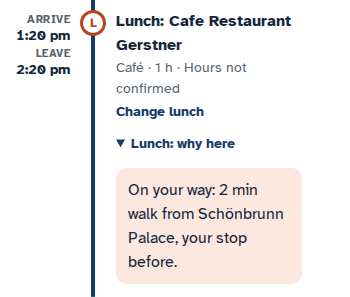 ARRIVE
1:20 pm
LEAVE
2:20 pm
L
Lunch: Cafe Restaurant
Gerstner
Café · 1 h · Hours not
confirmed
Change lunch
▼ Lunch: why here
On your way: 2 min
walk from Schönbrunn
Palace, your stop
before.